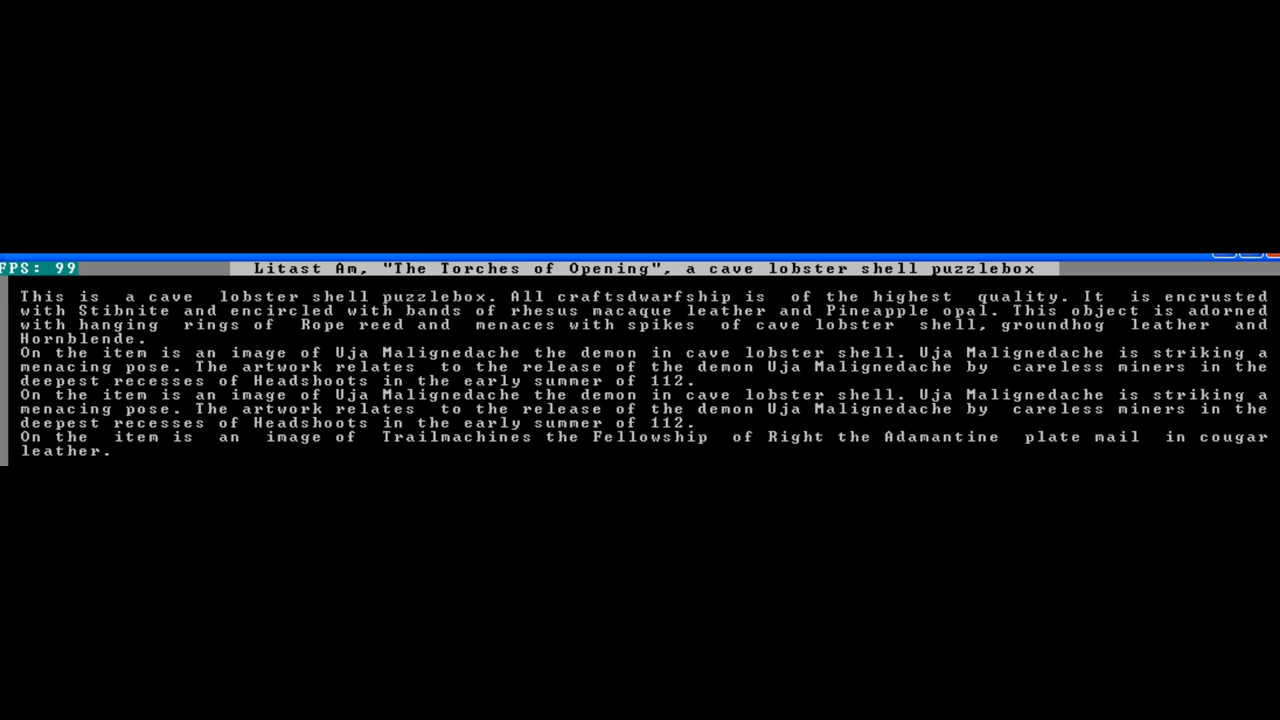 FPS: 99
Litast Am, "The Torches of Opening", a cave lobster shell puzzlebox
This is a cave lobster shell puzzlebox. All craftsdwarfship is of the highest quality. It is encrusted
with Stibnite and encircled with bands of rhesus macaque leather and Pineapple opal. This object is adorned
with hanging rings of Rope reed and menaces with spikes of cave lobster shell, groundhog leather and
Hornblende.
On the item is an image of Uja Malignedache the demon in cave lobster shell. Uja Malignedache is striking a
menacing pose. The artwork relates to the release of the demon Uja Malignedache by careless miners in the
deepest recesses of Headshoots in the early summer of 112.
On the item is an image of Uja Malignedache the demon in cave lobster shell. Uja Malignedache is striking a
menacing pose. The artwork relates to the release of the demon Uja Malignedache by careless miners in the
deepest recesses of Headshoots in the early summer of 112.
On the item is an image of Trailmachines the Fellowship of Right the Adamantine plate mail in cougar
leather.